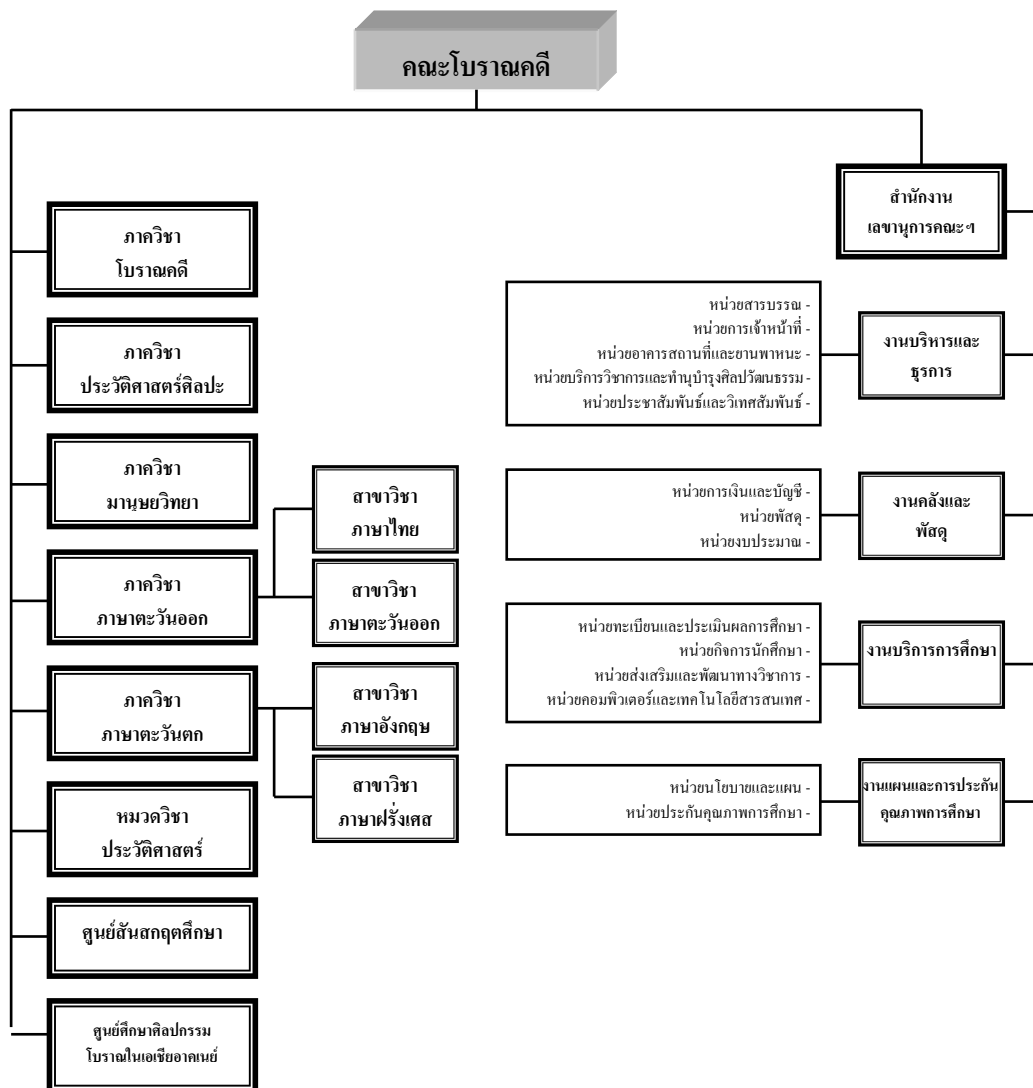 คณะโบราณคดี
ภาควิชา
โบราณคดี
ภาควิชา
ประวัติศาสตร์ศิลปะ
ภาควิชา
มานุษยวิทยา
ภาควิชา
ภาษาตะวันออก
สาขาวิชา
ภาษาไทย
สาขาวิชา
ภาษาตะวันออก
ภาควิชา
ภาษาตะวันตก
สาขาวิชา
ภาษาอังกฤษ
สาขาวิชา
ภาษาฝรั่งเศส
หมวดวิชา
ประวัติศาสตร์
ศูนย์สันสกฤตศึกษา
ศูนย์ศึกษาศิลปกรรม
โบราณในเอเชียอาคเนย์
สำนักงาน
เลขานุการคณะฯ
งานบริหารและ
ธุรการ
หน่วยสารบรรณ -
หน่วยการเจ้าหน้าที่ -
หน่วยอาคารสถานที่และยานพาหนะ -
หน่วยบริการวิชาการและทำนุบำรุงศิลปวัฒนธรรม -
หน่วยประชาสัมพันธ์และวิเทศสัมพันธ์ -
งานคลังและ
พัสดุ
หน่วยการเงินและบัญชี -
หน่วยพัสดุ -
หน่วยงบประมาณ -
งานบริการการศึกษา
หน่วยทะเบียนและประเมินผลการศึกษา -
หน่วยกิจการนักศึกษา -
หน่วยส่งเสริมและพัฒนาทางวิชาการ -
หน่วยคอมพิวเตอร์และเทคโนโลยีสารสนเทศ -
งานแผนและการประกัน
คุณภาพการศึกษา
หน่วยนโยบายและแผน -
หน่วยประกันคุณภาพการศึกษา -